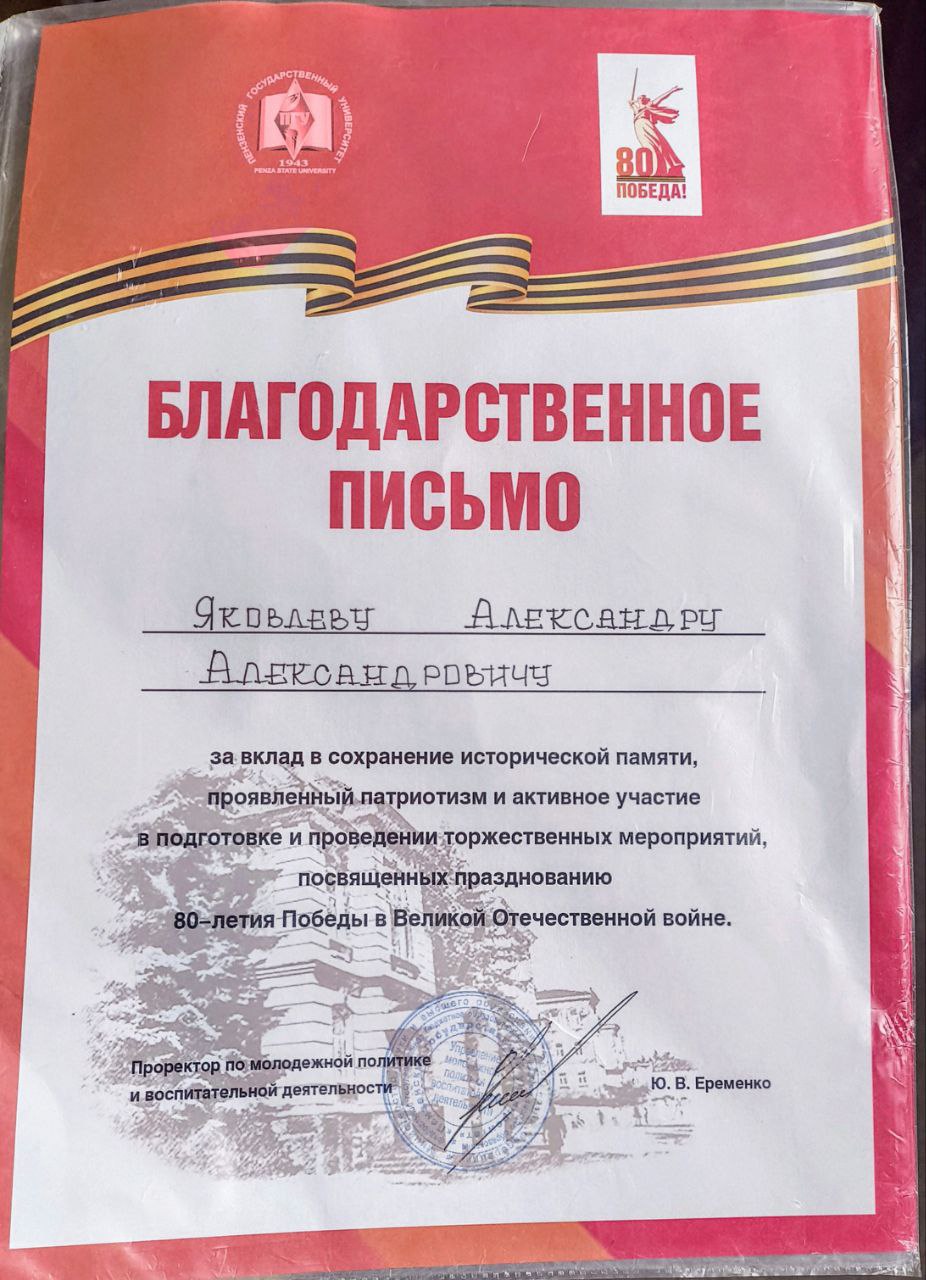 ПЕНЗЕНСКИЙ ГОСУДАРСТВЕННЫЙ УНИВЕРСИТЕТ
ПГУ
1943
PENZA STATE UNIVERSITY
80
ПОБЕДА!
БЛАГОДАРСТВЕННОЕ
ПИСЬМО
Яковлеву Александру
Александровичу
за вклад в сохранение исторической памяти,
проявленный патриотизм и активное участие
в подготовке и проведении торжественных мероприятий,
посвященных празднованию
80–летия Победы в Великой Отечественной войне.
Проректор по молодежной политике
и воспитательной деятельности
Ю. В. Еременко
Управление